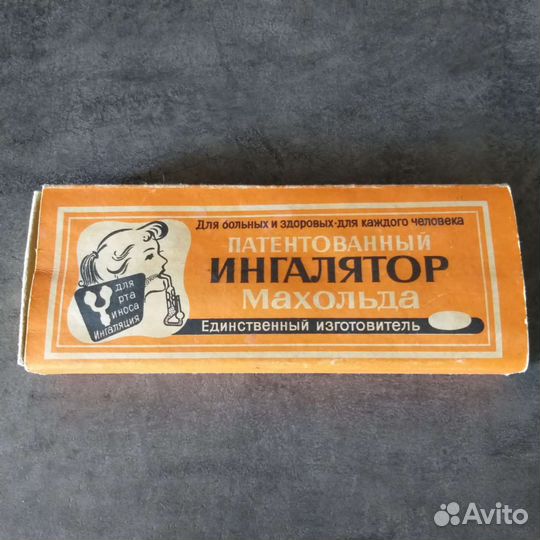 Для больных и здоровых-для каждого человека
ПАТЕНТОВАННЫЙ
ИНГАЛЯТОР
Махольда
Единственный изготовитель
для
рта
и носа
Ингаляция
Avito